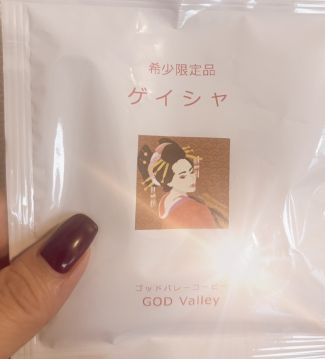 希少限定品
ゲイシャ
ゴッドバレーコーヒー
GOD Valley